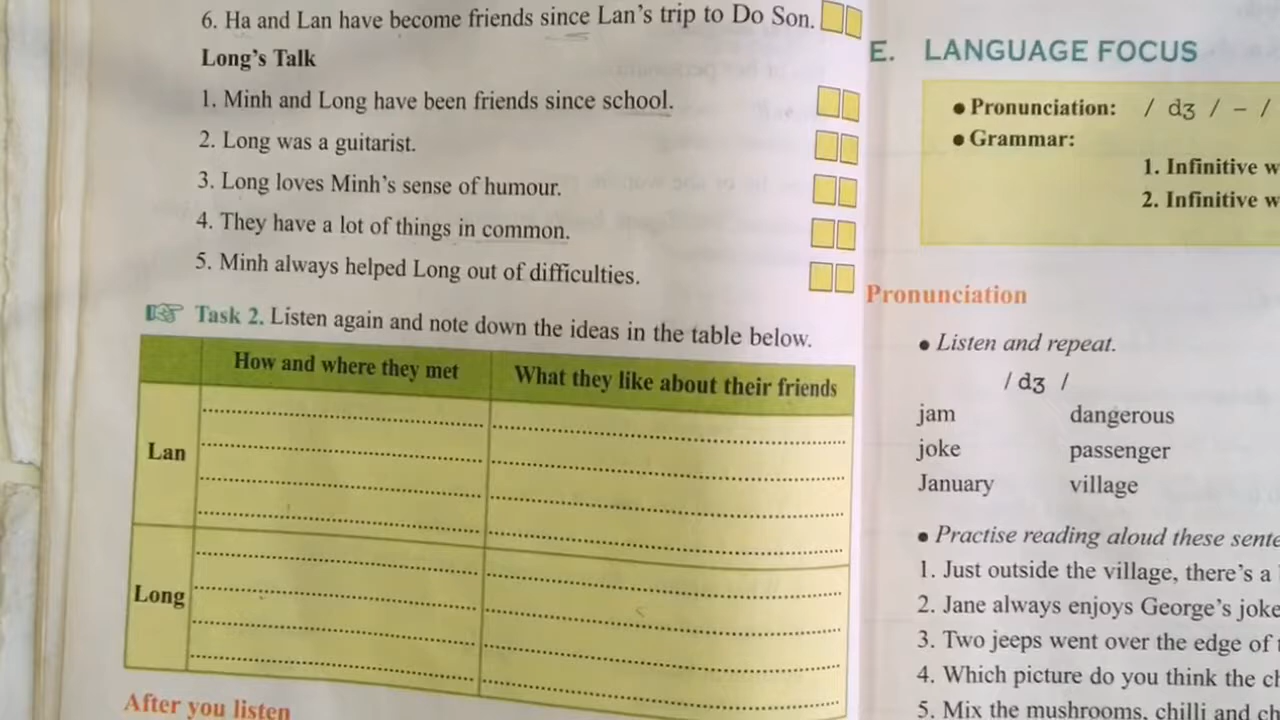 6. Ha and Lan have become friends since Lan's trip to Do Son.
Long's Talk
1. Minh and Long have been friends since school.
2. Long was a guitarist.
3. Long loves Minh's sense of humour.
4. They have a lot of things in common.
5. Minh always helped Long out of difficulties.
Task 2. Listen again and note down the ideas in the table below.
How and where they met
What they like about their friends
Lan
Long
After you listen
E. LANGUAGE FOCUS
• Pronunciation: / dʒ / – /
• Grammar:
1. Infinitive w
2. Infinitive w
Pronunciation
• Listen and repeat.
/ dʒ /
jam dangerous
joke passenger
January village
• Practise reading aloud these sente
1. Just outside the village, there's a
2. Jane always enjoys George's joke
3. Two jeeps went over the edge of
4. Which picture do you think the ch
5. Mix the mushrooms, chilli and ch